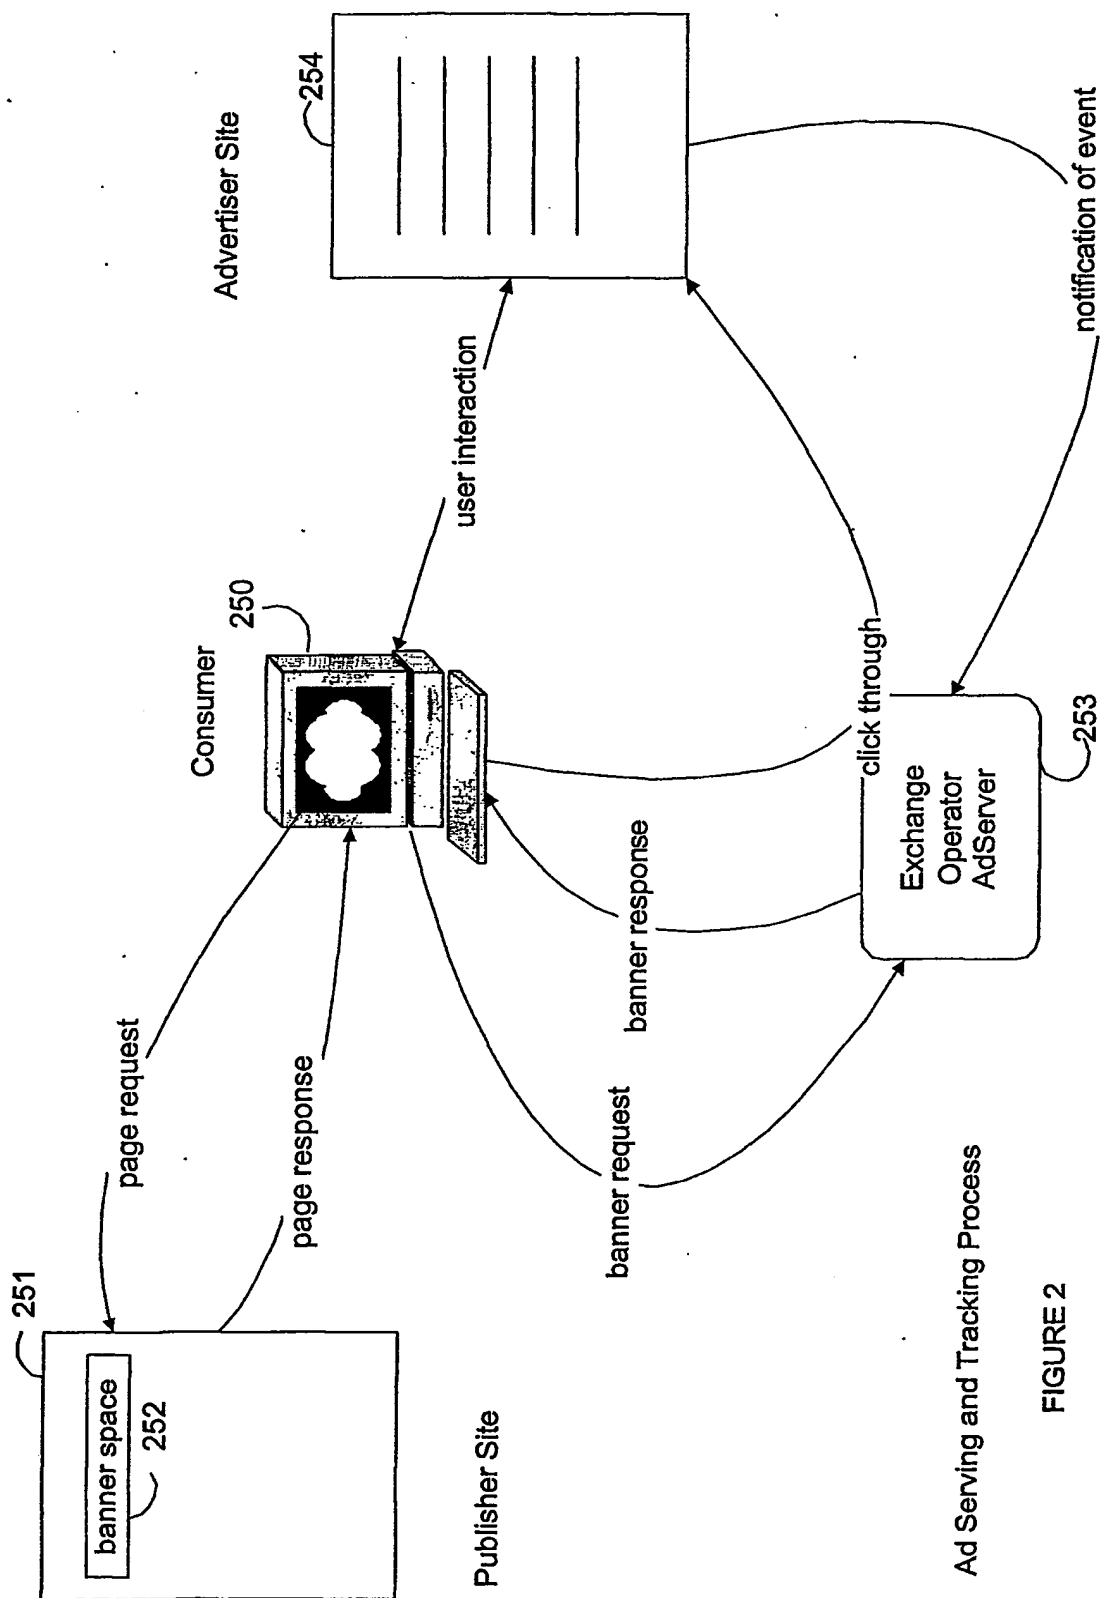 251
banner space
252
Publisher Site
page request
page response
Consumer
250
user interaction
Advertiser Site
254
banner request
banner response
click through
Exchange
Operator
AdServer
253
notification of event
Ad Serving and Tracking Process
FIGURE 2